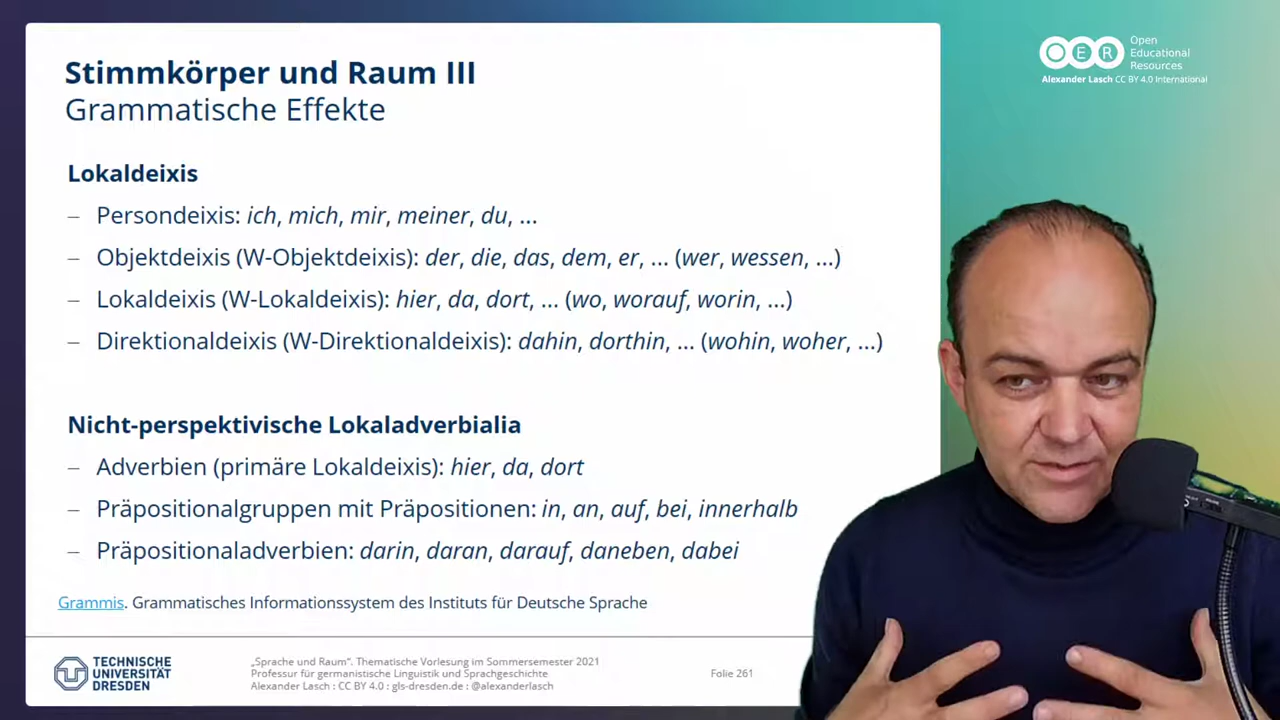 Stimmkörper und Raum III
Grammatische Effekte
Lokaldeixis
– Persondeixis: ich, mich, mir, meiner, du, ...
– Objektdeixis (W-Objektdeixis): der, die, das, dem, er, ... (wer, wessen, ...)
– Lokaldeixis (W-Lokaldeixis): hier, da, dort, ... (wo, worauf, worin, ...)
– Direktionaldeixis (W-Direktionaldeixis): dahin, dorthin, ... (wohin, woher, ...)
Nicht-perspektivische Lokaladverbialia
– Adverbien (primäre Lokaldeixis): hier, da, dort
– Präpositionalgruppen mit Präpositionen: in, an, auf, bei, innerhalb
– Präpositionaladverbien: darin, daran, darauf, daneben, dabei
Grammis. Grammatisches Informationssystem des Instituts für Deutsche Sprache
TECHNISCHE
UNIVERSITÄT
DRESDEN
„Sprache und Raum“. Thematische Vorlesung im Sommersemester 2021
Professur für germanistische Linguistik und Sprachgeschichte
Alexander Lasch : CC BY 4.0 : gls-dresden.de : @alexanderlasch
Folie 261
OER
Open
Educational
Resources
Alexander Lasch CC BY 4.0 International